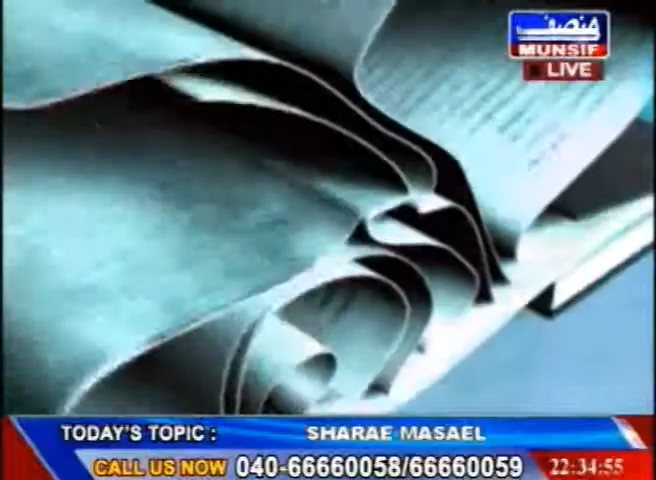 منصف
MUNSIF
LIVE
TODAY'S TOPIC : SHARAE MASAEL
CALL US NOW 040-66660058/66660059 22:34:55